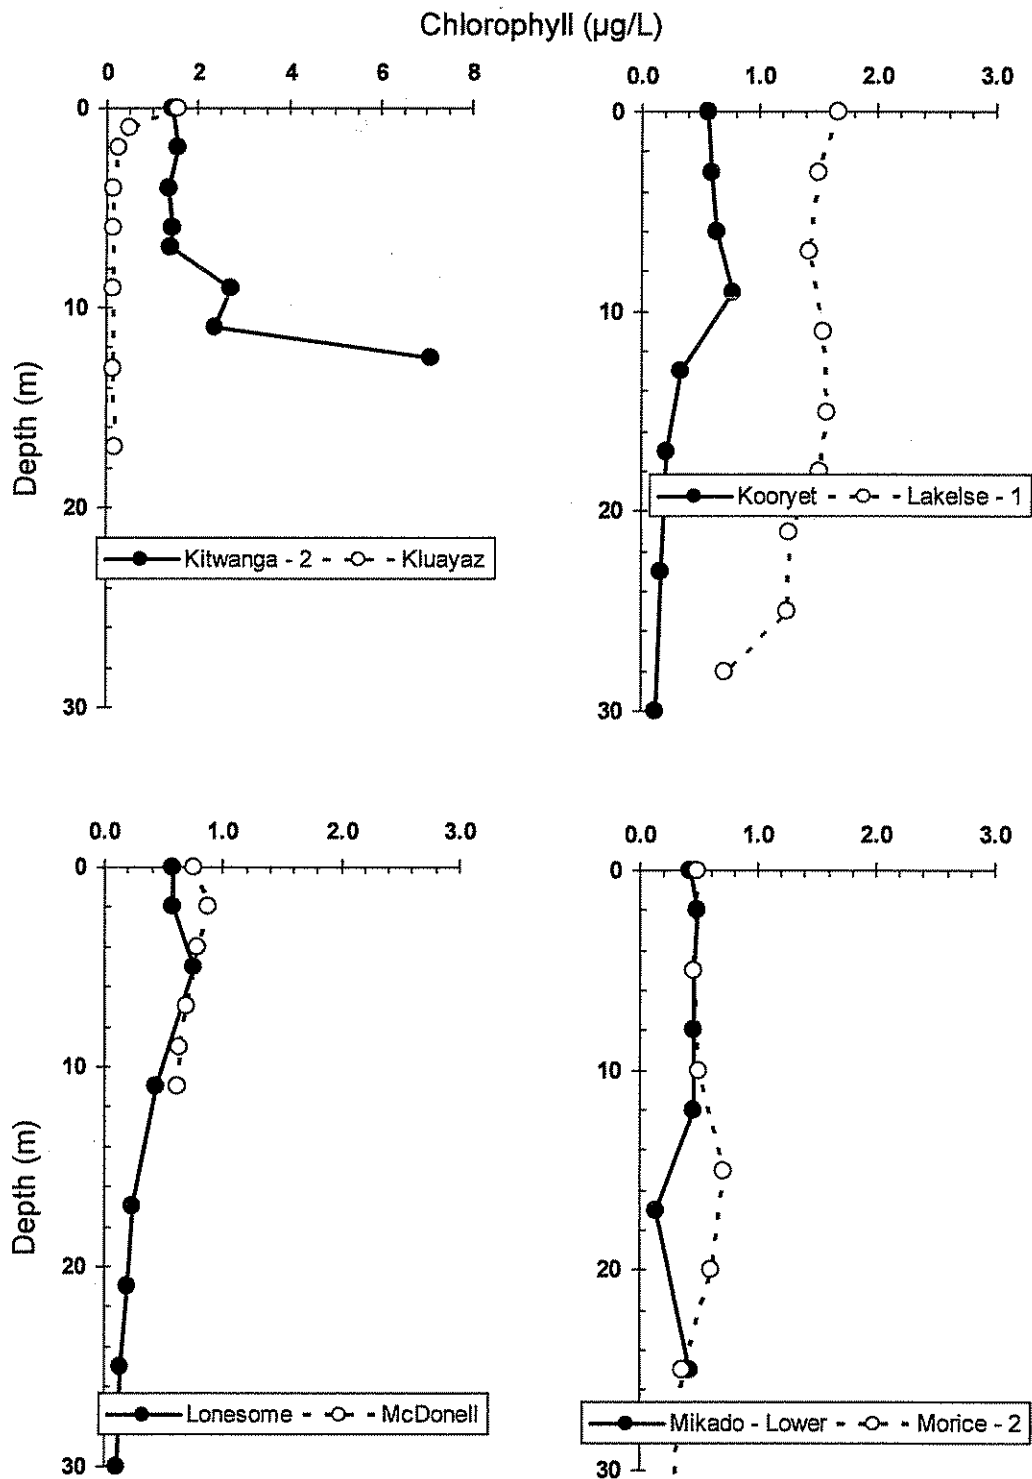 Chlorophyll (µg/L)
0 2 4 6 8
0
10
20
30
Depth (m)
Kitwanga - 2 Kluayaz
0.0 1.0 2.0 3.0
0
10
20
30
Kooryet Lakelse - 1
0.0 1.0 2.0 3.0
0
10
20
30
Depth (m)
Lonesome McDonell
0.0 1.0 2.0 3.0
0
10
20
30
Mikado - Lower Morice - 2